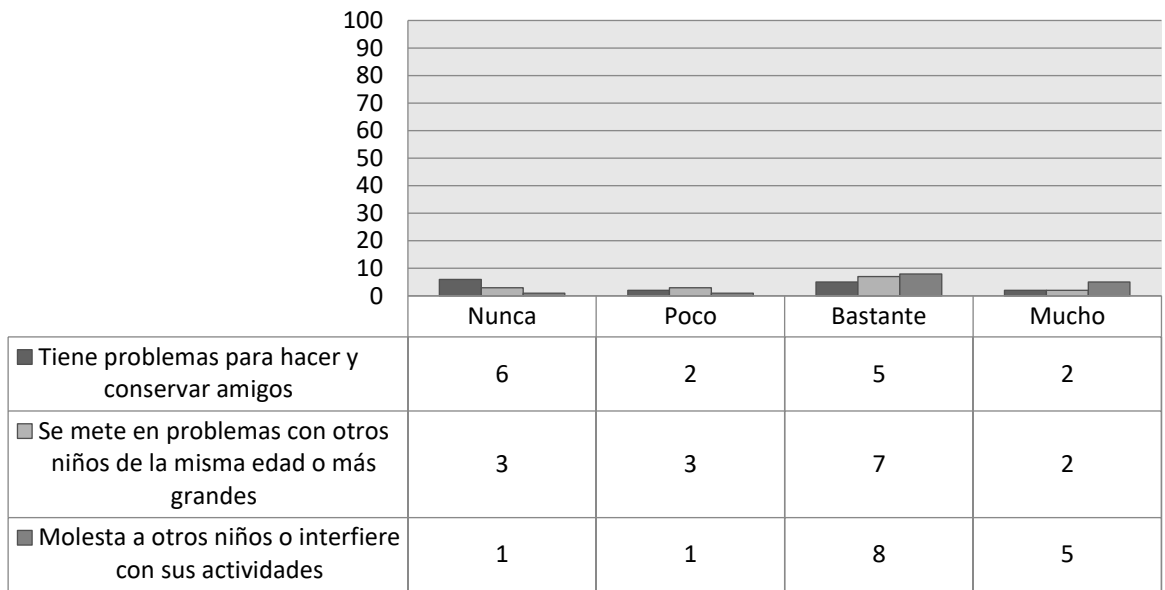 100
90
80
70
60
50
40
30
20
10
0
Nunca Poco Bastante Mucho
Tiene problemas para hacer y
conservar amigos
6 2 5 2
Se mete en problemas con otros
niños de la misma edad o más
grandes
3 3 7 2
Molesta a otros niños o interfiere
con sus actividades
1 1 8 5